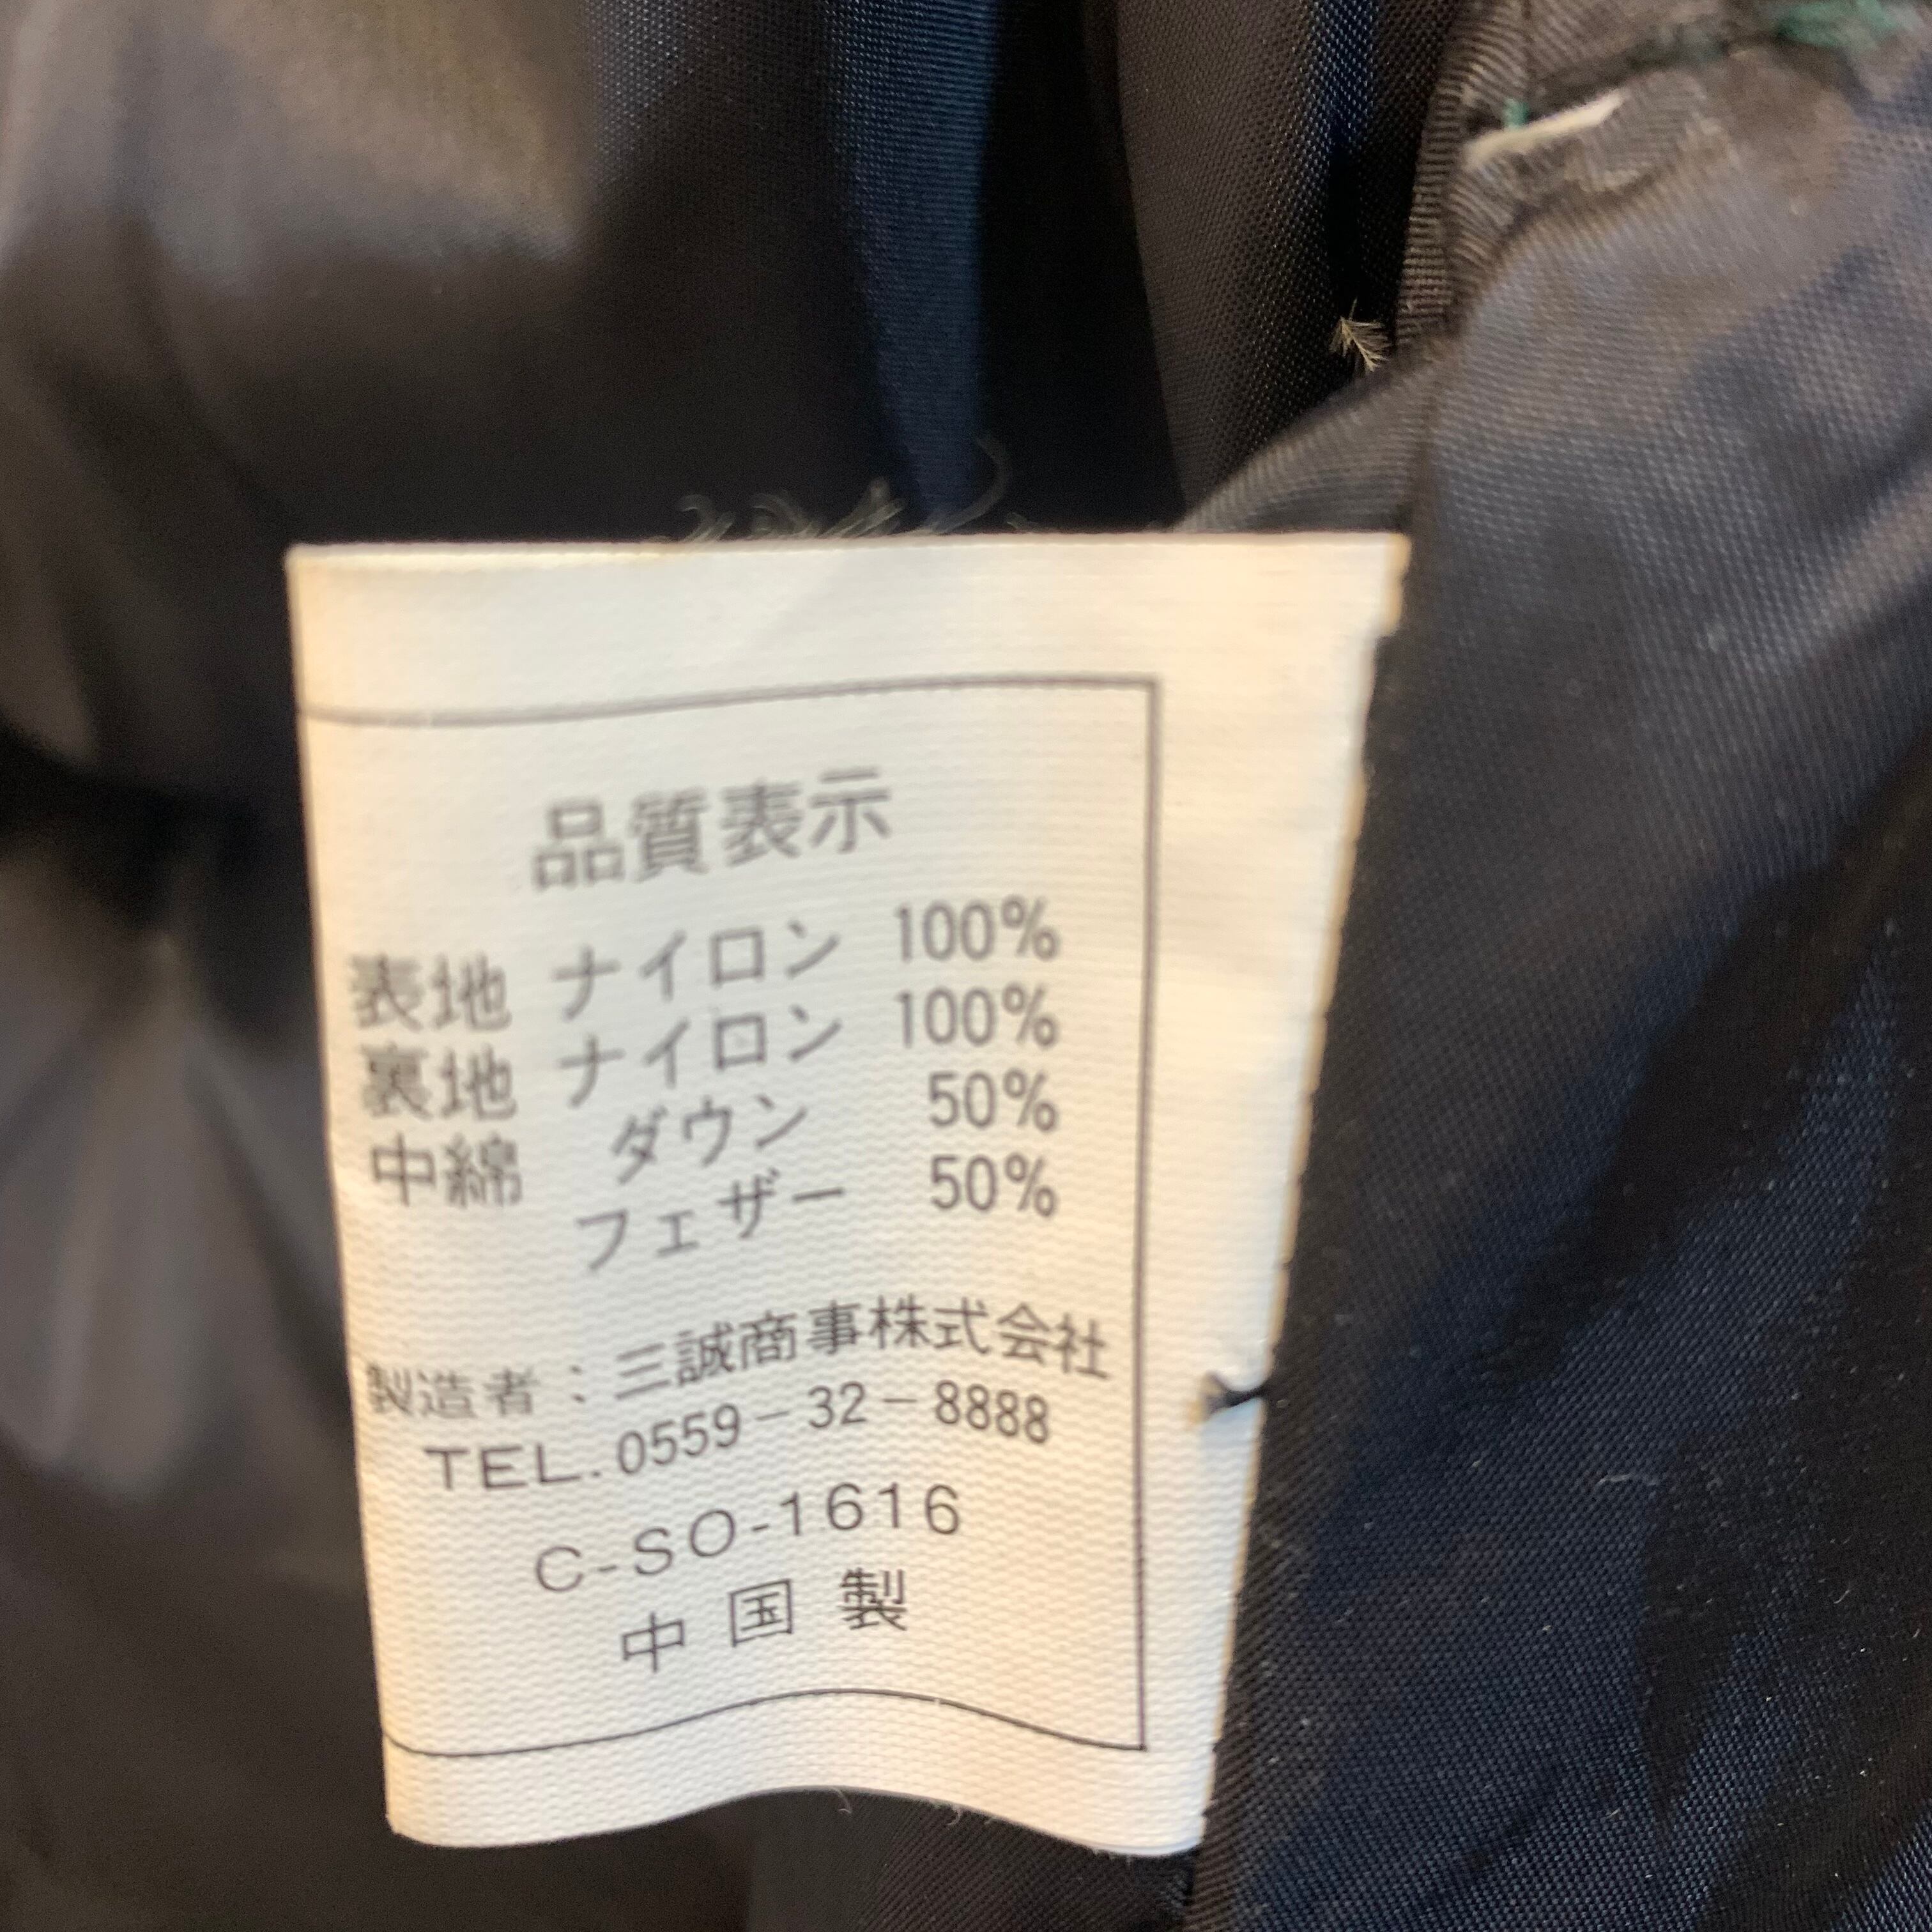 品質表示
表地 ナイロン 100%
裏地 ナイロン 100%
中綿 ダウン 50%
フェザー 50%
製造者：三誠商事株式会社
TEL.0559-32-8888
C-SO-1616
中国製